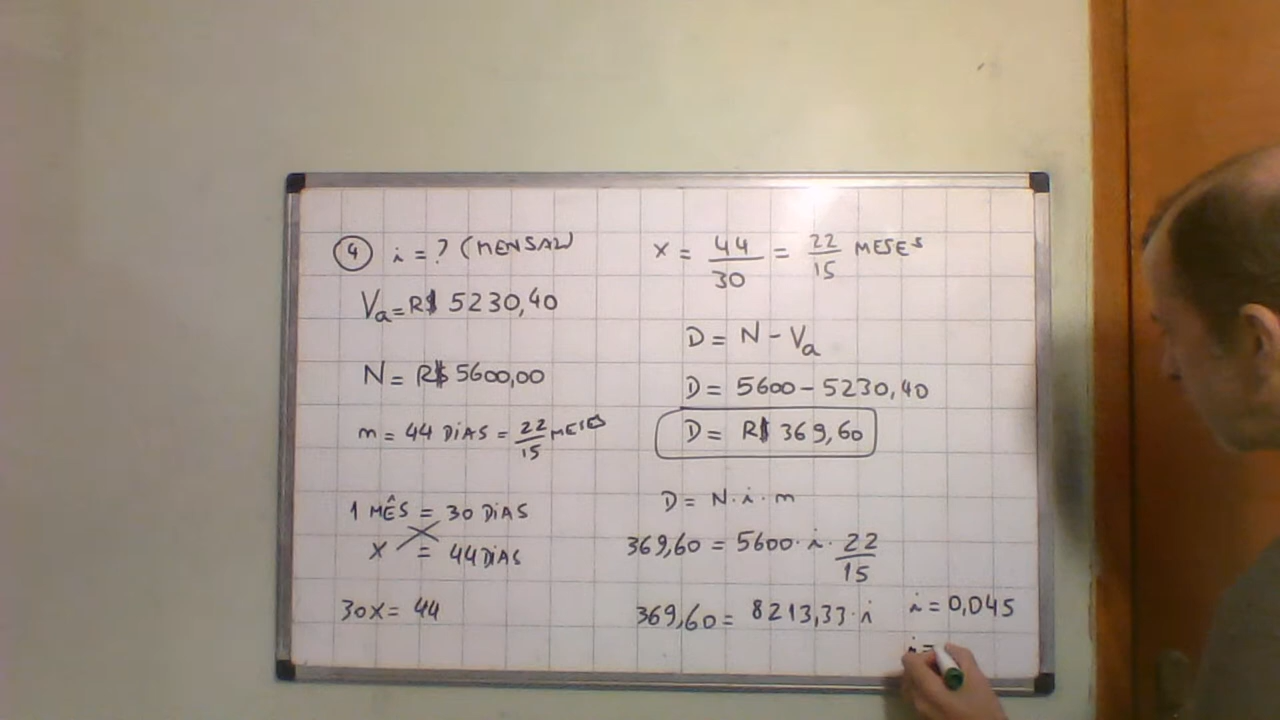 ④ i = ? (MENSAL)
Va = R$ 5230,40
N = R$ 5600,00
m = 44 DIAS = 22/15 MESES
1 MÊS = 30 DIAS
X = 44 DIAS
30X = 44
X = 44/30 = 22/15 MESES
D = N - Va
D = 5600 - 5230,40
D = R$ 369,60
D = N · i · m
369,60 = 5600 · i · 22/15
369,60 = 8213,33 · i
i = 0,045
i =